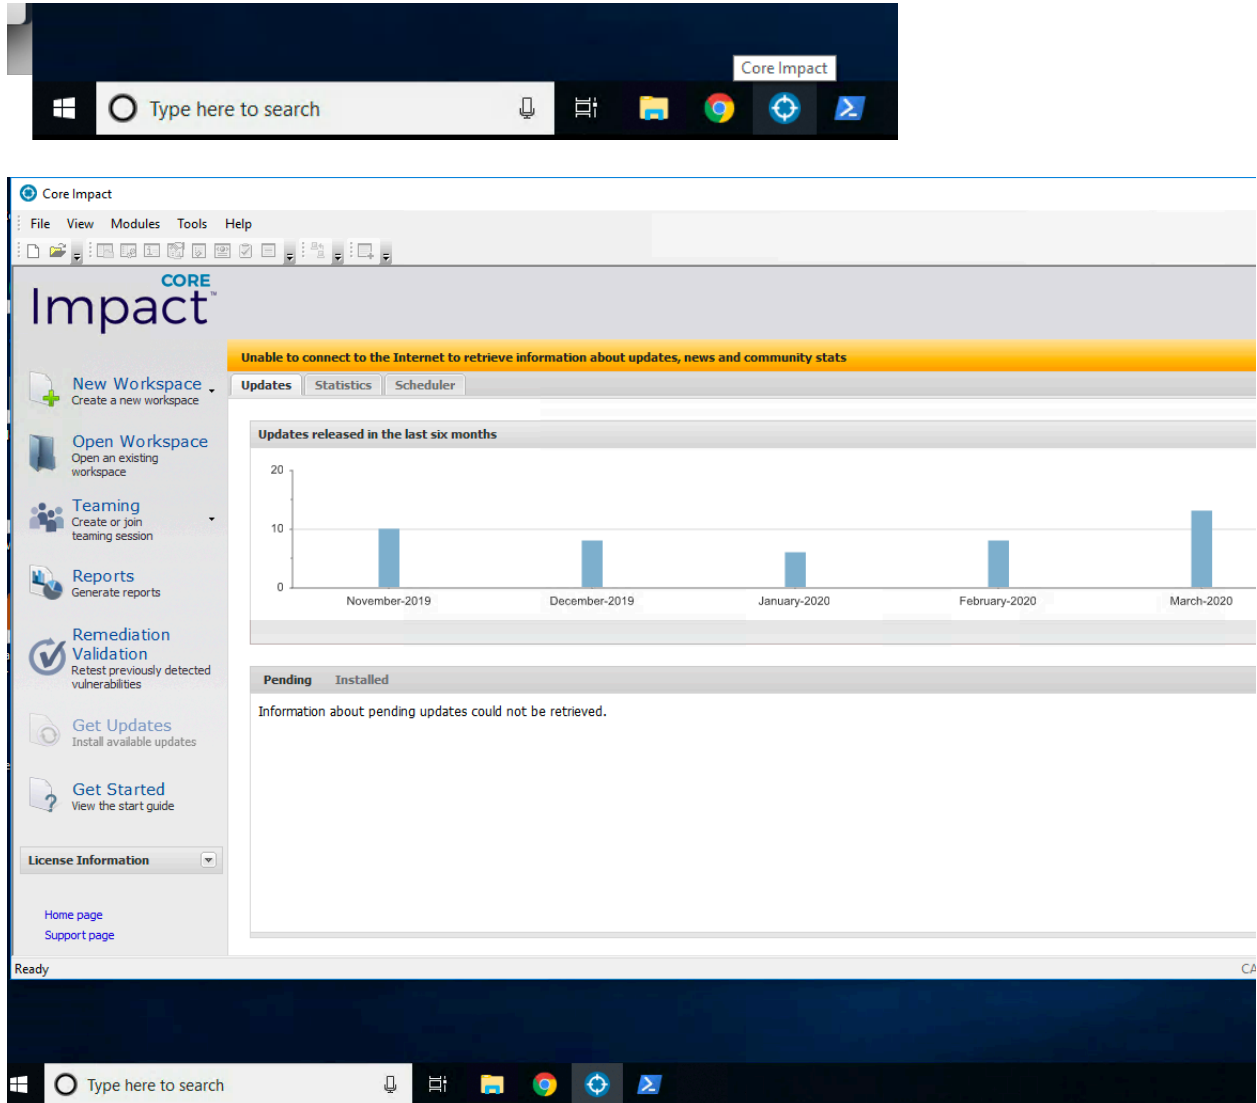 Core Impact
Type here to search
Core Impact
File View Modules Tools Help
CORE
Impact™
Unable to connect to the Internet to retrieve information about updates, news and community stats
New Workspace
Create a new workspace
Updates Statistics Scheduler
Open Workspace
Open an existing
workspace
Updates released in the last six months
20
10
0
November-2019 December-2019 January-2020 February-2020 March-2020
Teaming
Create or join
teaming session
Reports
Generate reports
Remediation
Validation
Retest previously detected
vulnerabilities
Pending Installed
Information about pending updates could not be retrieved.
Get Updates
Install available updates
Get Started
View the start guide
License Information
Home page
Support page
Ready
CA
Type here to search